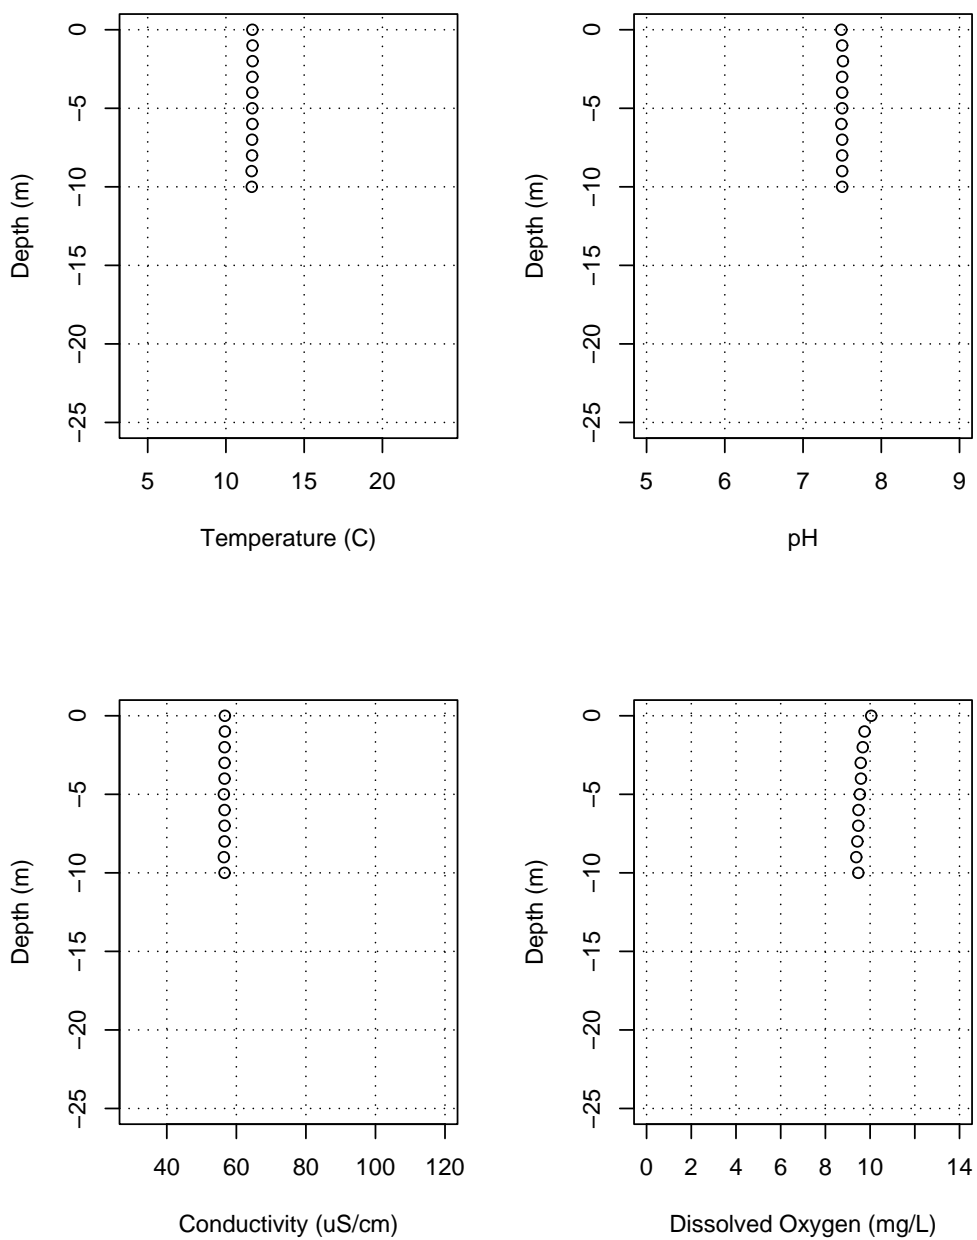 0
−5
−10
−15
−20
−25
Depth (m)
5 10 15 20
Temperature (C)
0
−5
−10
−15
−20
−25
Depth (m)
5 6 7 8 9
pH
0
−5
−10
−15
−20
−25
Depth (m)
40 60 80 100 120
Conductivity (uS/cm)
0
−5
−10
−15
−20
−25
Depth (m)
0 2 4 6 8 10 14
Dissolved Oxygen (mg/L)